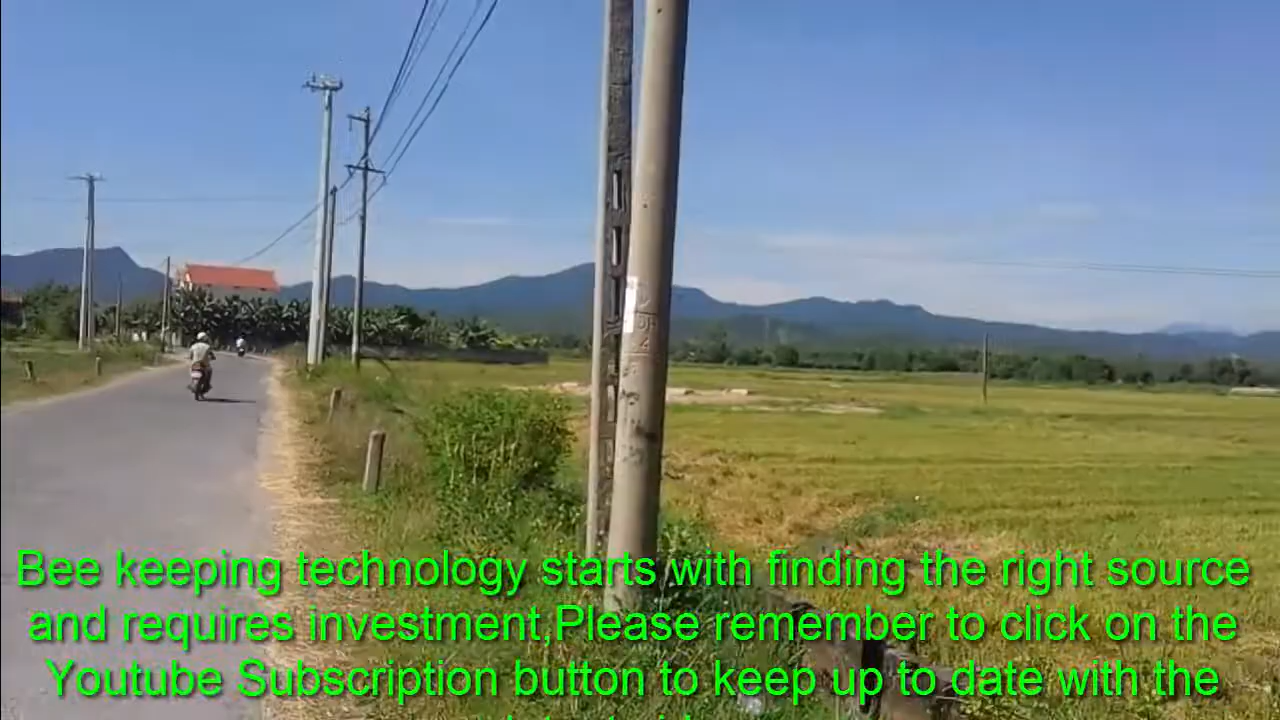 Bee keeping technology starts with finding the right source
and requires investment,Please remember to click on the
Youtube Subscription button to keep up to date with the